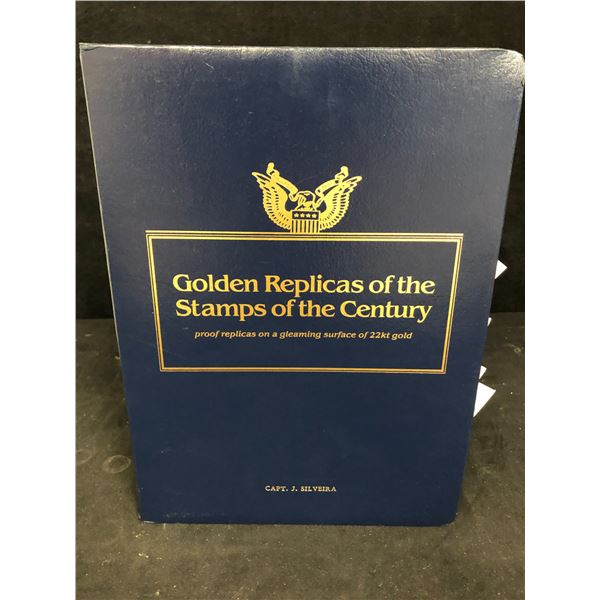 Golden Replicas of the
Stamps of the Century
proof replicas on a gleaming surface of 22kt gold
CAPT. J. SILVEIRA